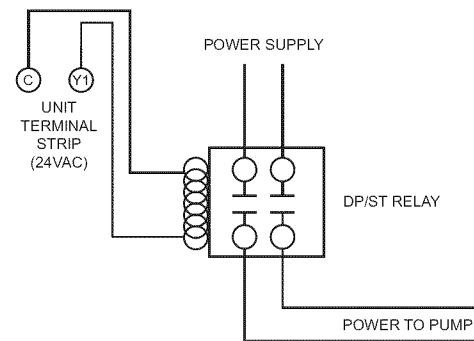 POWER SUPPLY
C
Y1
UNIT
TERMINAL
STRIP
(24VAC)
DP/ST RELAY
POWER TO PUMP